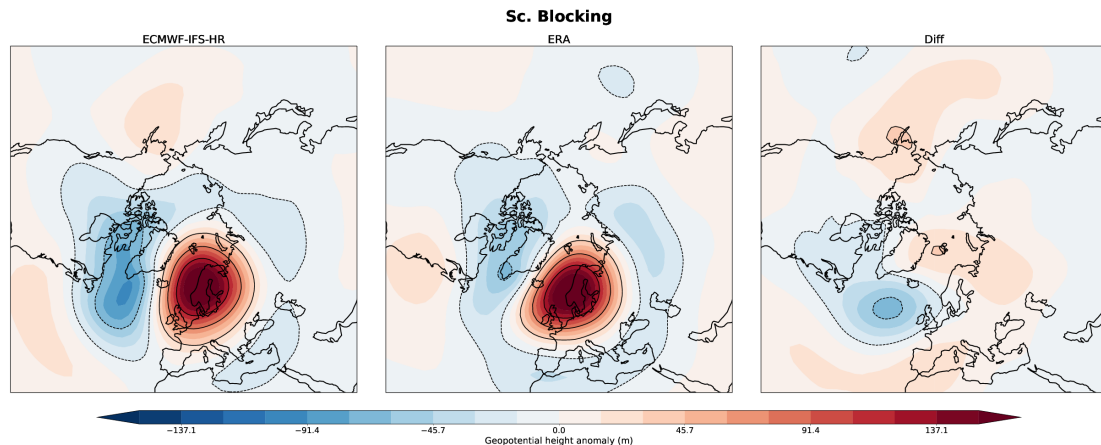 Sc. Blocking
ECMWF-IFS-HR
ERA
Diff
−137.1
−91.4
−45.7
0.0
45.7
91.4
137.1
Geopotential height anomaly (m)